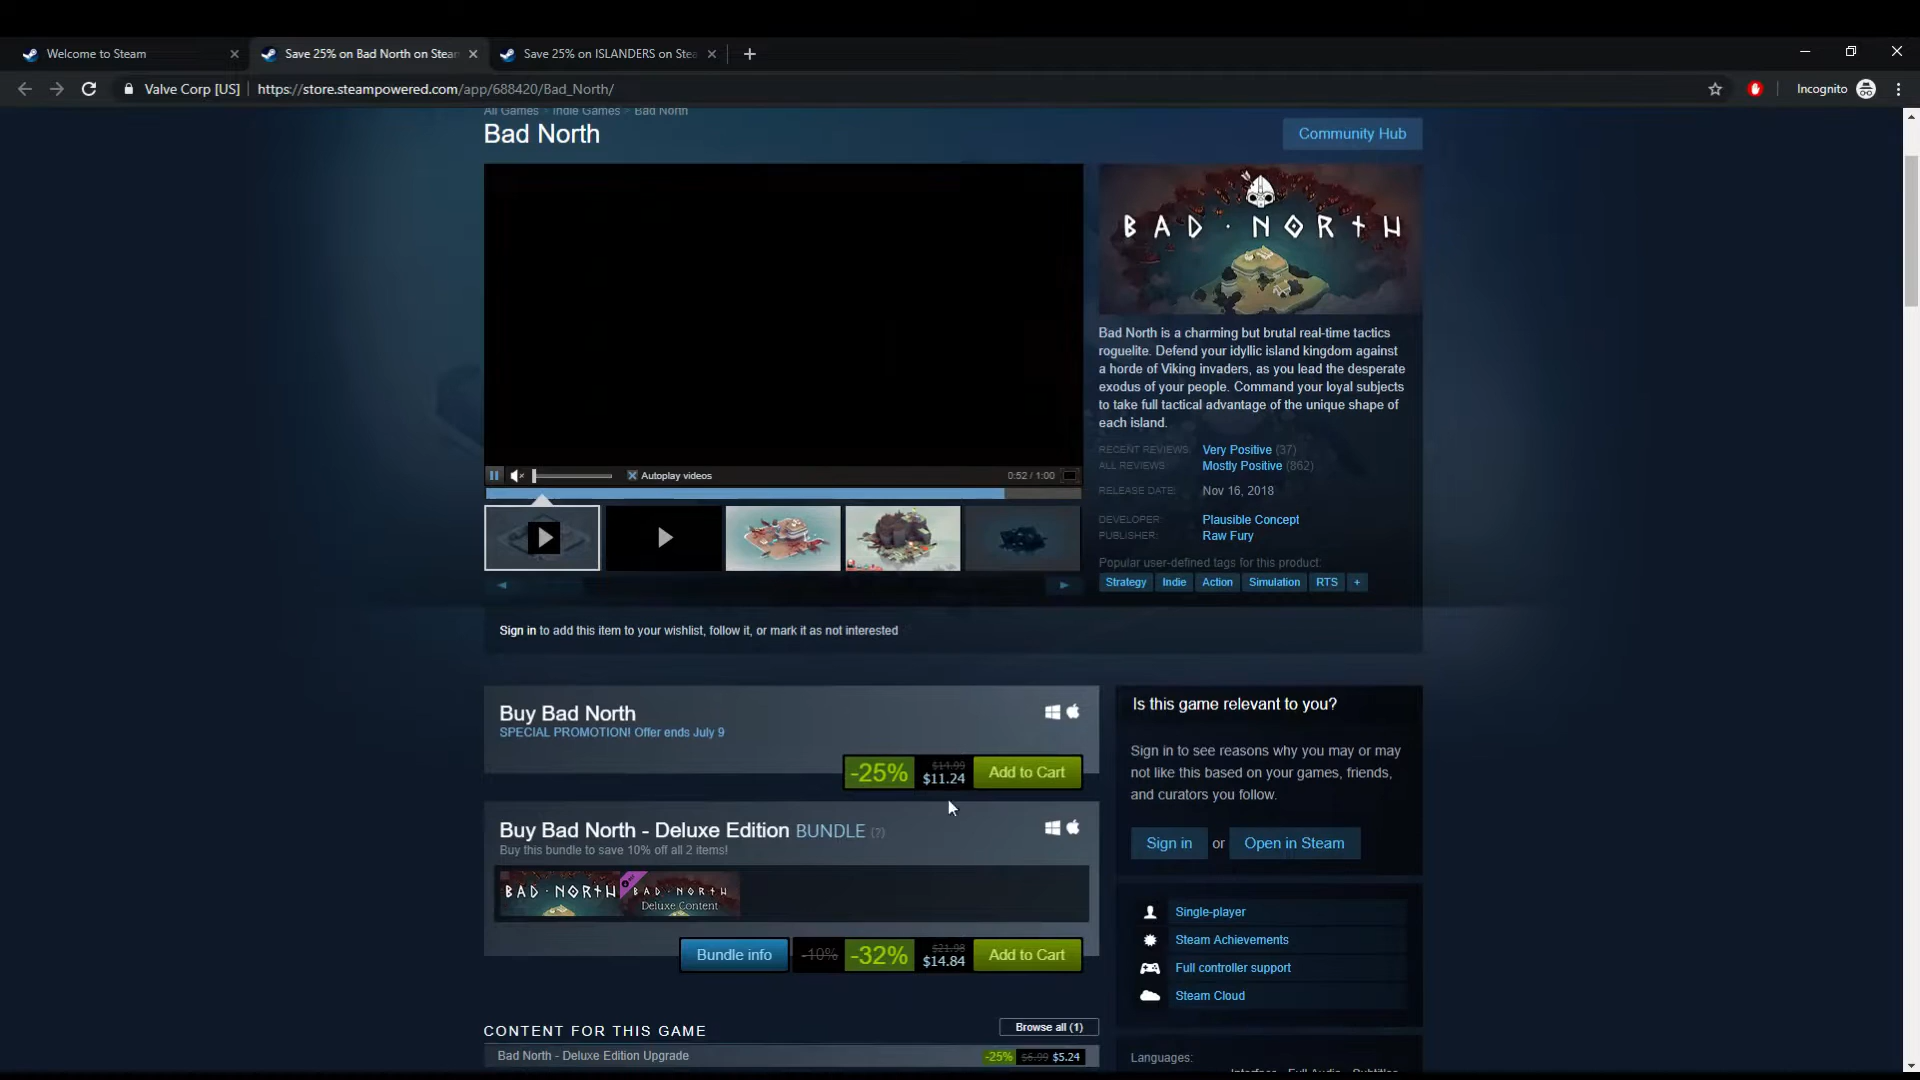 Welcome to Steam
Save 25% on Bad North on Steam
Save 25% on ISLANDERS on Stea
Valve Corp [US]
https://store.steampowered.com/app/688420/Bad_North/
Incognito
All Games > Indie Games > Bad North
Bad North
Community Hub
BAD·NORTH
Bad North is a charming but brutal real-time tactics
roguelite. Defend your idyllic island kingdom against
a horde of Viking invaders, as you lead the desperate
exodus of your people. Command your loyal subjects
to take full tactical advantage of the unique shape of
each island.
RECENT REVIEWS: Very Positive (37)
ALL REVIEWS: Mostly Positive (862)
RELEASE DATE: Nov 16, 2018
DEVELOPER: Plausible Concept
PUBLISHER: Raw Fury
Popular user-defined tags for this product:
Strategy Indie Action Simulation RTS +
Autoplay videos
0:52 / 1:00
Sign in to add this item to your wishlist, follow it, or mark it as not interested
Buy Bad North
SPECIAL PROMOTION! Offer ends July 9
-25% $14.99 $11.24 Add to Cart
Buy Bad North - Deluxe Edition BUNDLE (?)
Buy this bundle to save 10% off all 2 items!
BAD·NORTH
BAD·NORTH
Deluxe Content
Bundle info -10% -32% $21.98 $14.84 Add to Cart
CONTENT FOR THIS GAME
Browse all (1)
Bad North - Deluxe Edition Upgrade -25% $6.99 $5.24
Is this game relevant to you?
Sign in to see reasons why you may or may
not like this based on your games, friends,
and curators you follow.
Sign in or Open in Steam
Single-player
Steam Achievements
Full controller support
Steam Cloud
Languages:
Interface Full Audio Subtitles